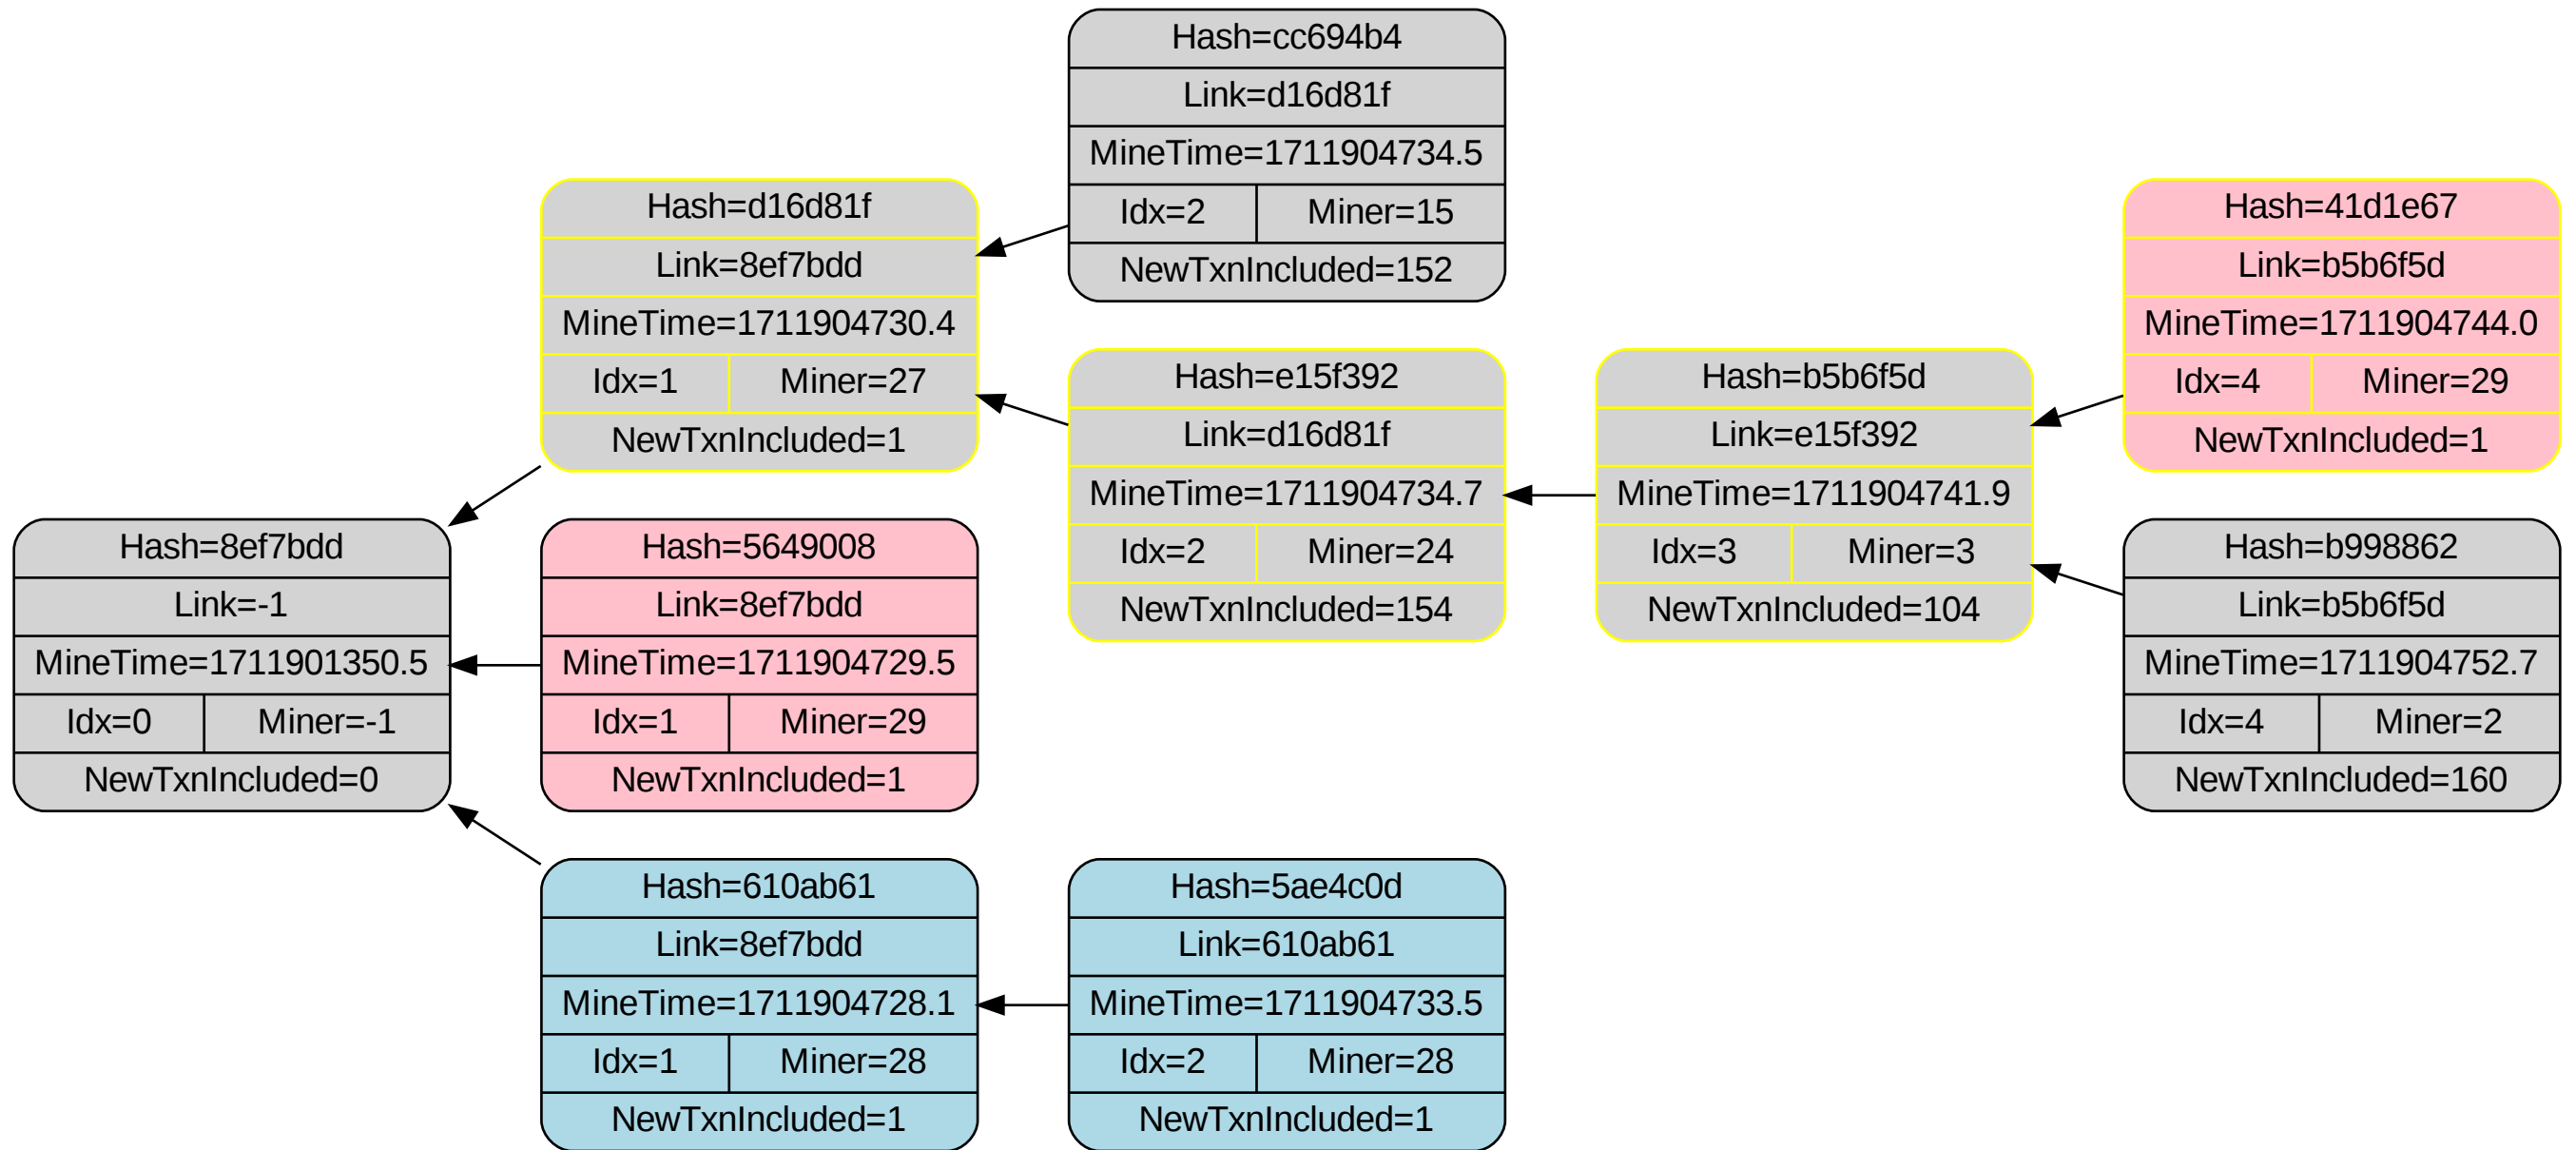 Hash=cc694b4
Link=d16d81f
MineTime=1711904734.5
Idx=2 Miner=15
NewTxnIncluded=152
Hash=d16d81f
Link=8ef7bdd
MineTime=1711904730.4
Idx=1 Miner=27
NewTxnIncluded=1
Hash=41d1e67
Link=b5b6f5d
MineTime=1711904744.0
Idx=4 Miner=29
NewTxnIncluded=1
Hash=e15f392
Link=d16d81f
MineTime=1711904734.7
Idx=2 Miner=24
NewTxnIncluded=154
Hash=b5b6f5d
Link=e15f392
MineTime=1711904741.9
Idx=3 Miner=3
NewTxnIncluded=104
Hash=8ef7bdd
Link=-1
MineTime=1711901350.5
Idx=0 Miner=-1
NewTxnIncluded=0
Hash=5649008
Link=8ef7bdd
MineTime=1711904729.5
Idx=1 Miner=29
NewTxnIncluded=1
Hash=b998862
Link=b5b6f5d
MineTime=1711904752.7
Idx=4 Miner=2
NewTxnIncluded=160
Hash=610ab61
Link=8ef7bdd
MineTime=1711904728.1
Idx=1 Miner=28
NewTxnIncluded=1
Hash=5ae4c0d
Link=610ab61
MineTime=1711904733.5
Idx=2 Miner=28
NewTxnIncluded=1